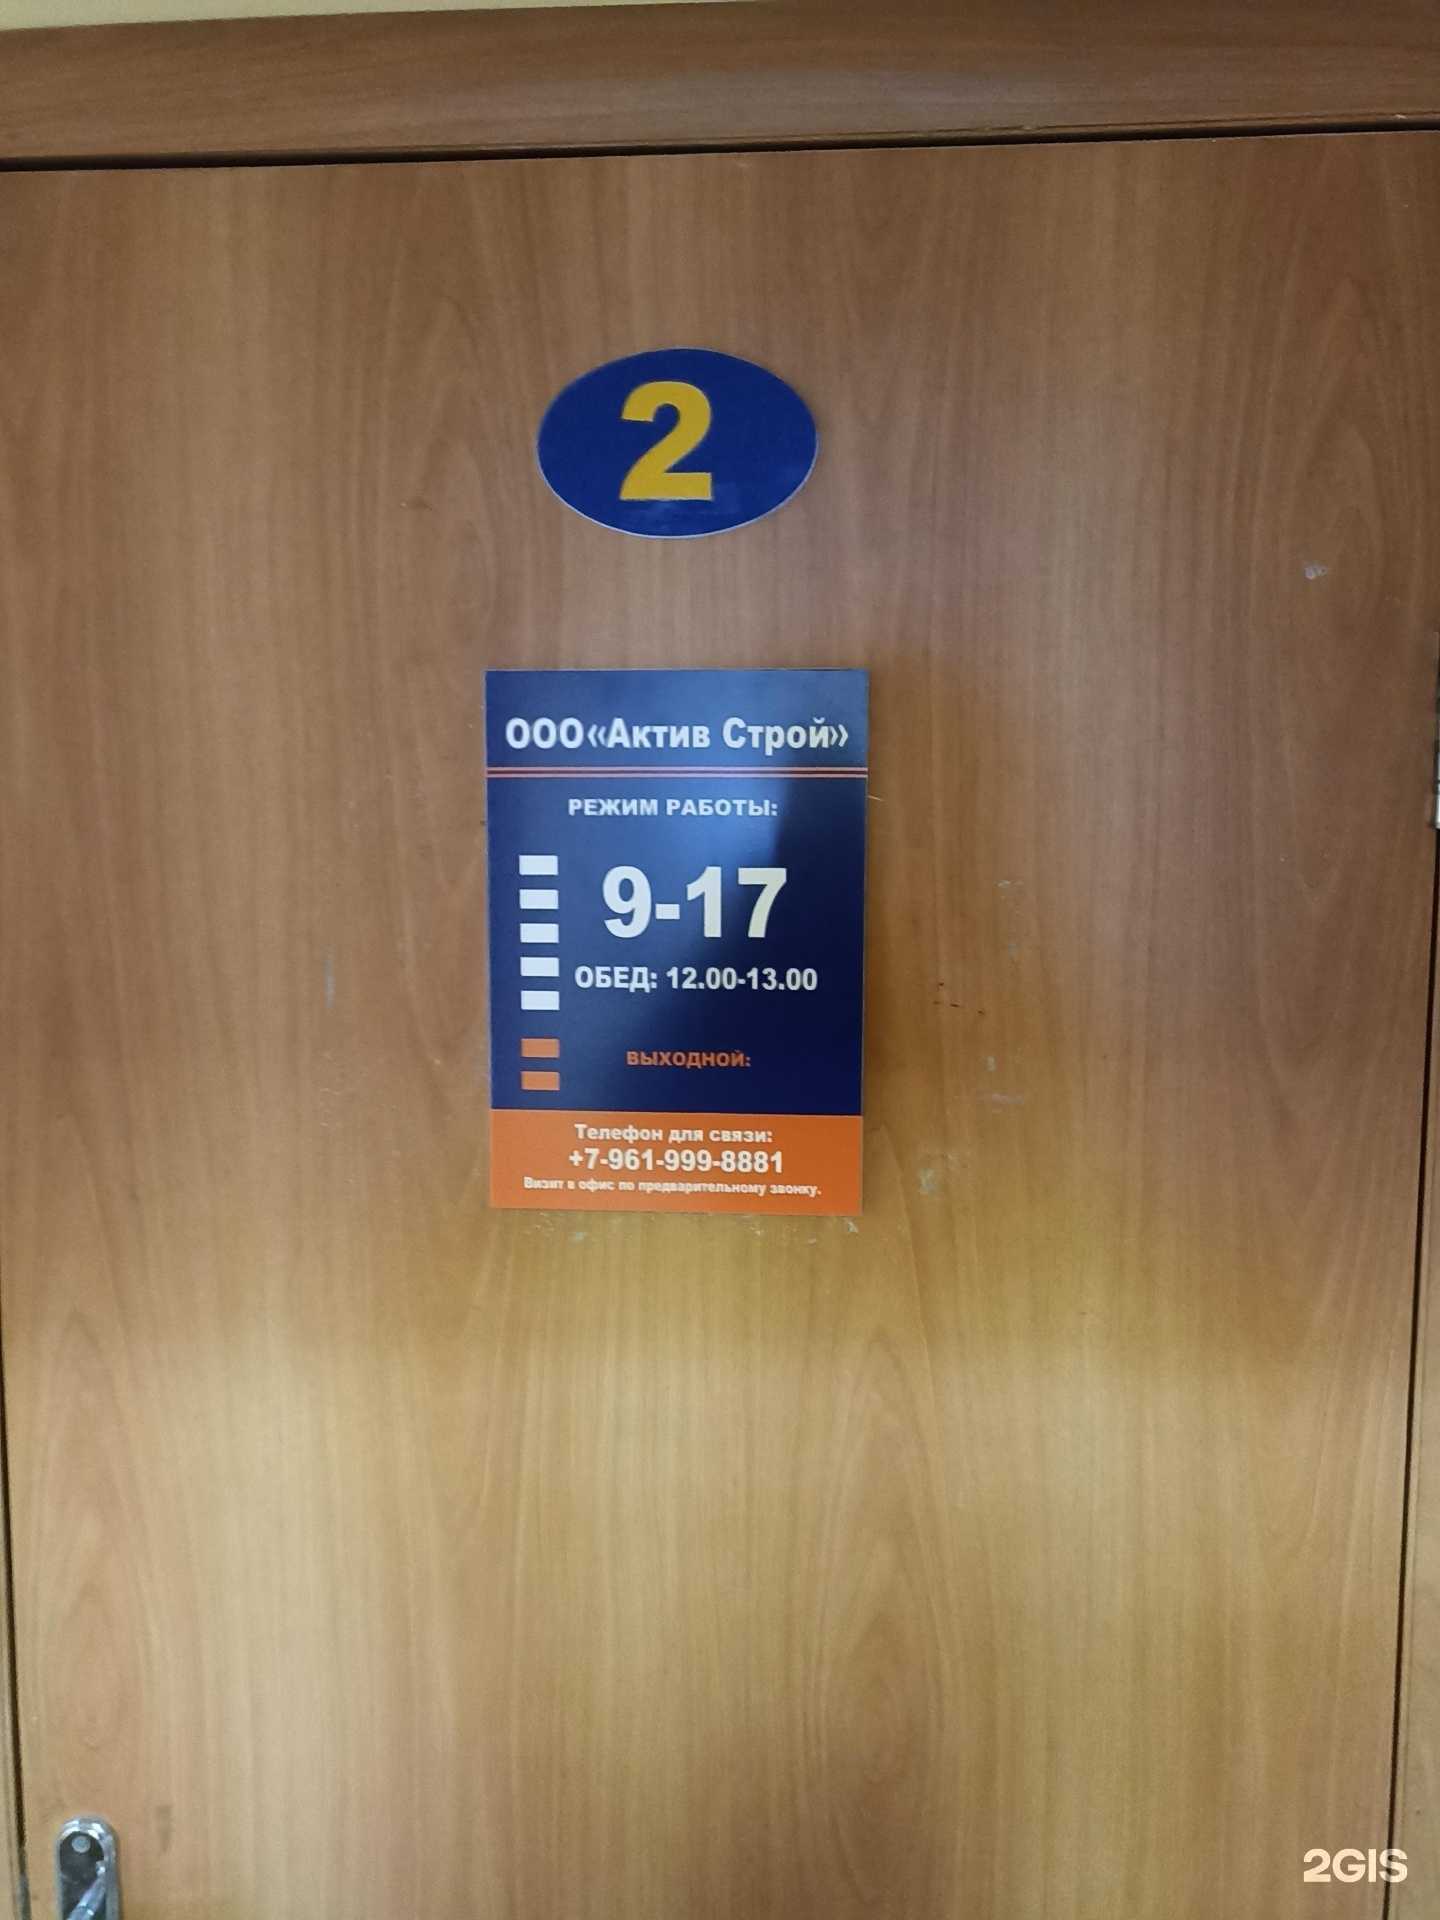 2
ООО«Актив Строй»
РЕЖИМ РАБОТЫ:
9-17
ОБЕД: 12.00-13.00
ВЫХОДНОЙ:
Телефон для связи:
+7-961-999-8881
Визит в офис по предварительному звонку.
2GIS